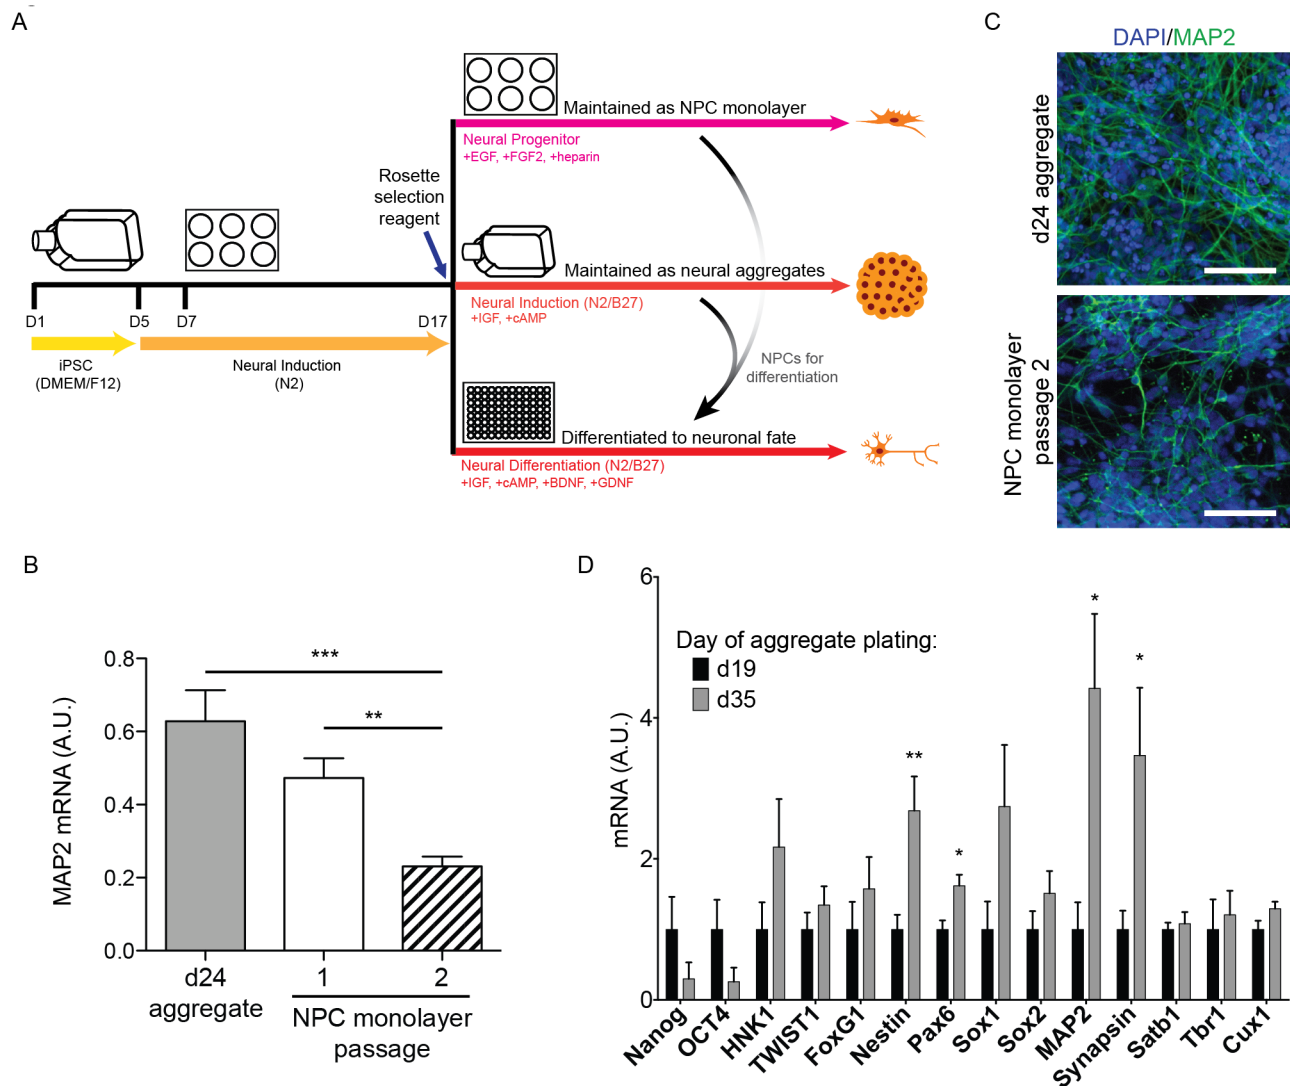 A
Maintained as NPC monolayer
Neural Progenitor
+EGF, +FGF2, +heparin
Rosette
selection
reagent
Maintained as neural aggregates
Neural Induction (N2/B27)
+IGF, +cAMP
D1
D5
D7
D17
iPSC
(DMEM/F12)
Neural Induction
(N2)
NPCs for
differentiation
Differentiated to neuronal fate
Neural Differentiation (N2/B27)
+IGF, +cAMP, +BDNF, +GDNF
C
DAPI/MAP2
d24 aggregate
NPC monolayer
passage 2
B
MAP2 mRNA (A.U.)
0.8
0.6
0.4
0.2
0.0
***
**
d24
aggregate
1
2
NPC monolayer
passage
D
mRNA (A.U.)
6
4
2
0
Day of aggregate plating:
d19
d35
**
*
*
*
Nanog
OCT4
HNK1
TWIST1
FoxG1
Nestin
Pax6
Sox1
Sox2
MAP2
Synapsin
Satb1
Tbr1
Cux1